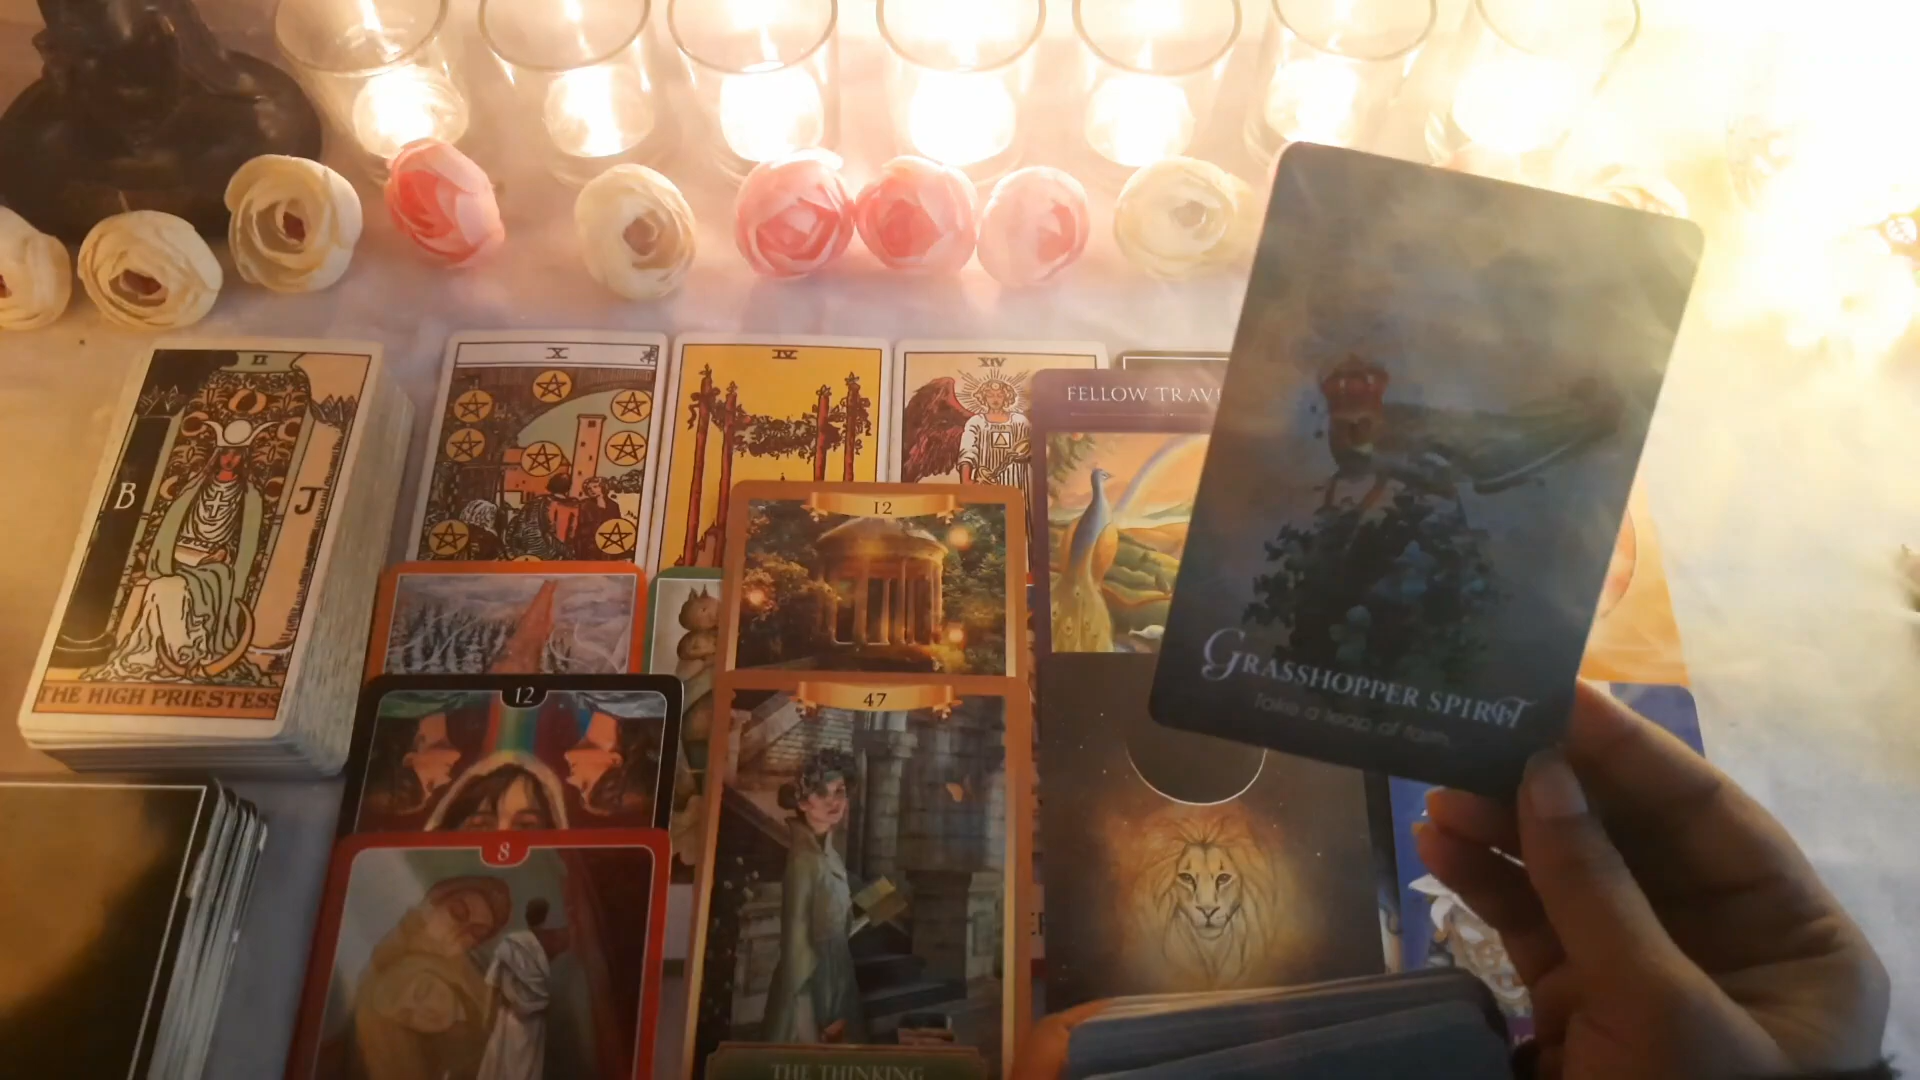 II
B
J
THE HIGH PRIESTESS
X
IV
XIV
FELLOW TRAV
GRASSHOPPER SPIRIT
Take a leap of faith
12
47
12
8
THE THINKING